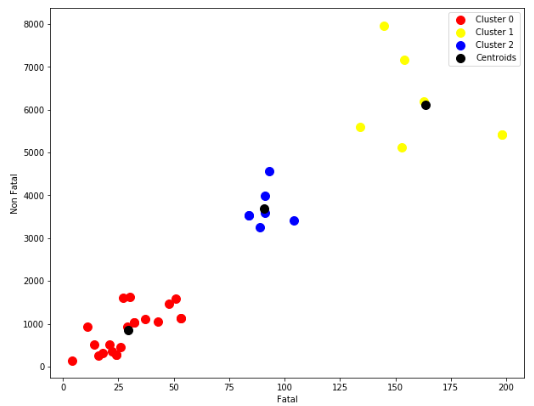 8000
7000
6000
5000
4000
3000
2000
1000
0
Non Fatal
Cluster 0
Cluster 1
Cluster 2
Centroids
0 25 50 75 100 125 150 175 200
Fatal